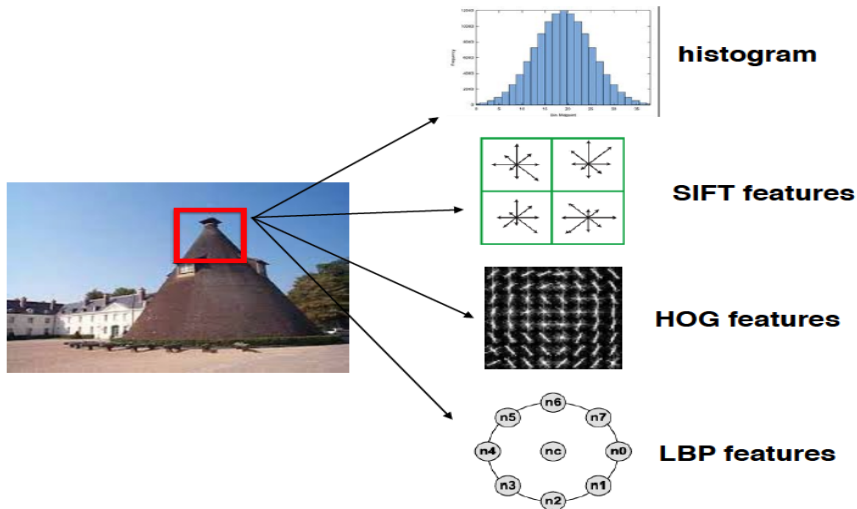 histogram
SIFT features
HOG features
n6
n5 n7
n4 nc n0
n3 n1
n2
LBP features